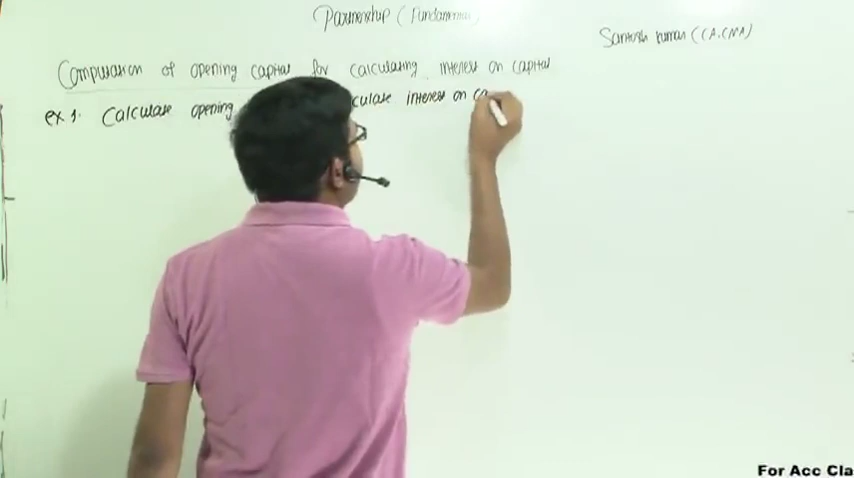 Partnership (Fundamental)
Santosh Kumar (CA.CMA)
Computation of opening capital for calculating interest on capital
ex 1. Calculate opening culate interest on ca
For Acc Cla